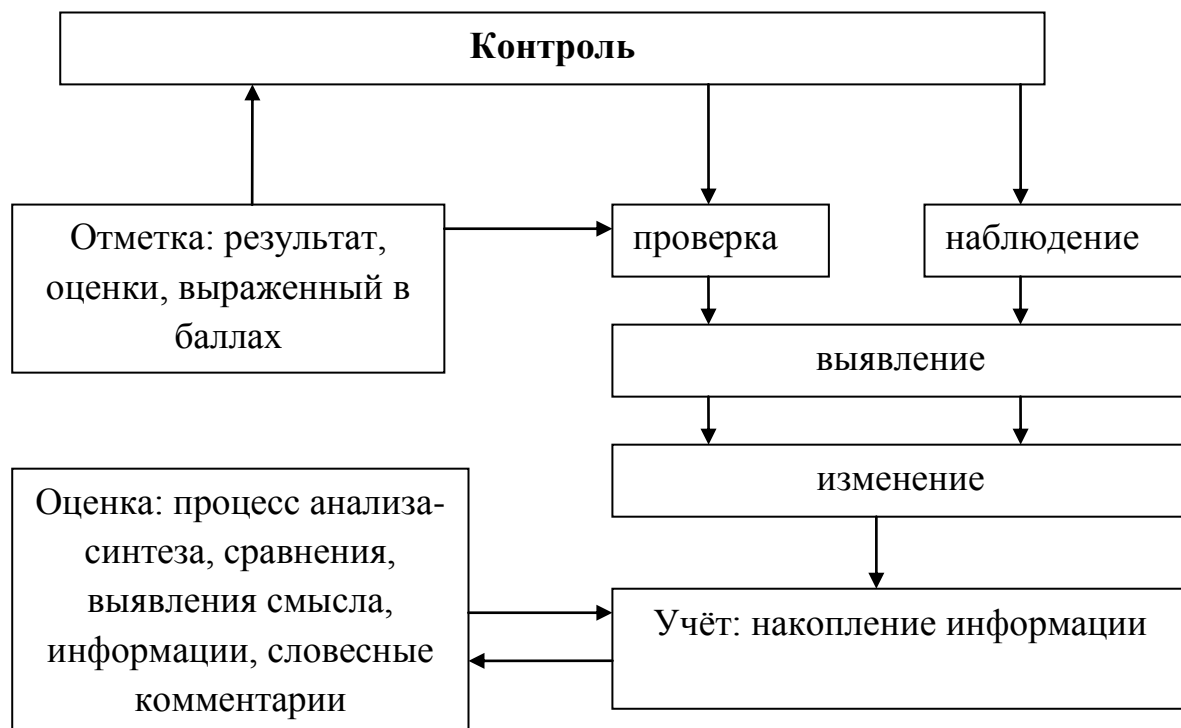 Контроль
Отметка: результат,
оценки, выраженный в
баллах
проверка
наблюдение
выявление
изменение
Оценка: процесс анализа-
синтеза, сравнения,
выявления смысла,
информации, словесные
комментарии
Учёт: накопление информации